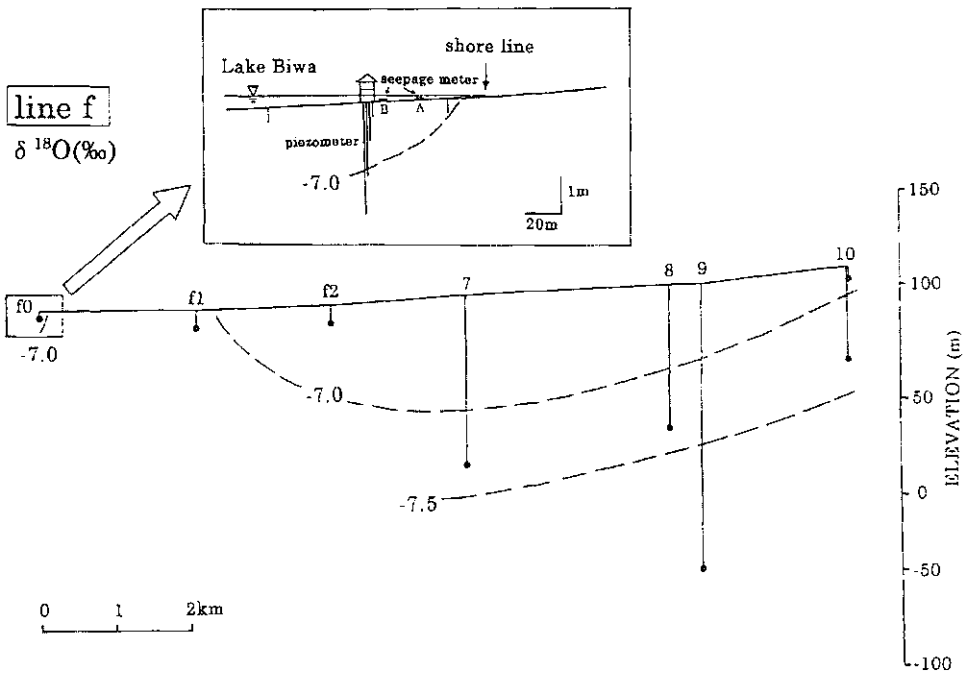 shore line
Lake Biwa
seepage meter
B A
piezometer
-7.0
1m
20m
line f
δ 18O(‰)
150
10
9
8
7
f2
f1
f0
100
-7.0
-7.0
50
ELEVATION (m)
-7.5
0
-50
0 1 2km
-100